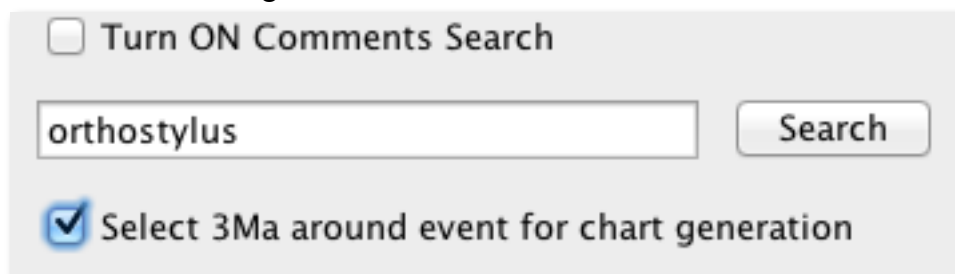 Turn ON Comments Search
orthostylus Search
Select 3Ma around event for chart generation